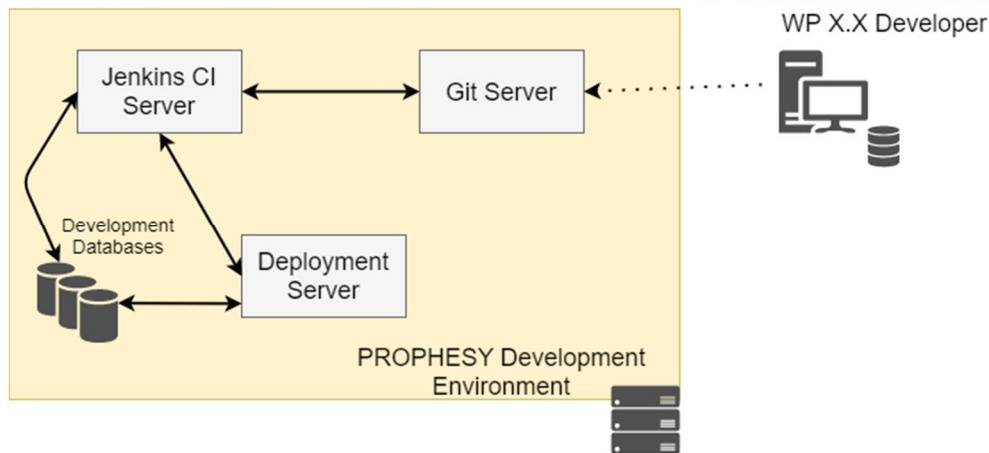 WP X.X Developer
Jenkins CI
Server
Git Server
Development
Databases
Deployment
Server
PROPHESY Development
Environment